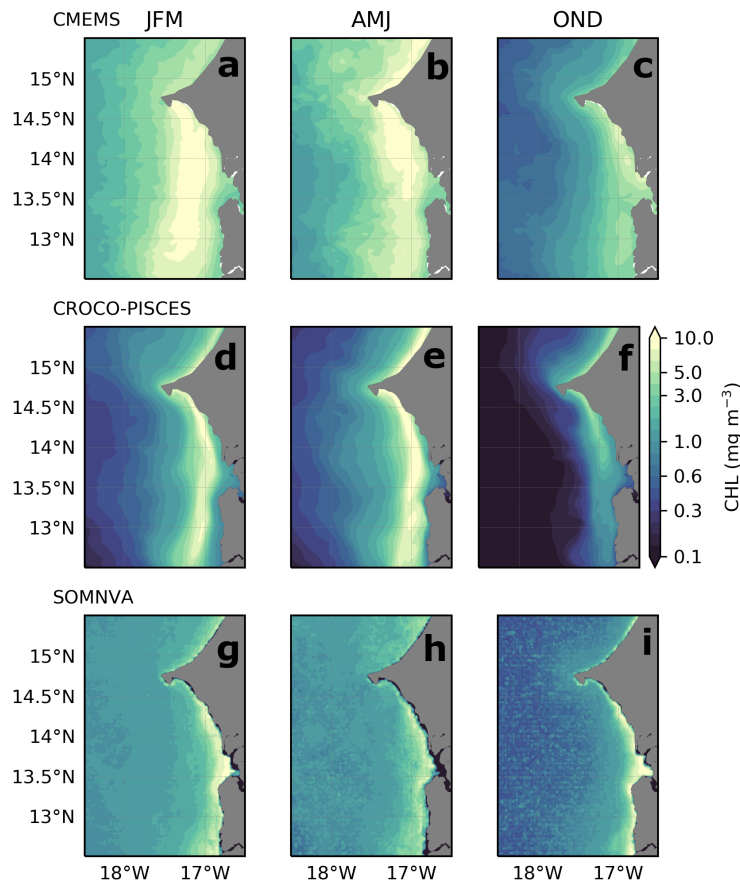 CMEMS JFM AMJ OND
a b c
15°N
14.5°N
14°N
13.5°N
13°N
CROCO-PISCES
d e f
15°N
14.5°N
14°N
13.5°N
13°N
10.0
5.0
3.0
1.0
0.6
0.3
0.1
CHL (mg m⁻³)
SOMNVA
g h i
15°N
14.5°N
14°N
13.5°N
13°N
18°W 17°W 18°W 17°W 18°W 17°W